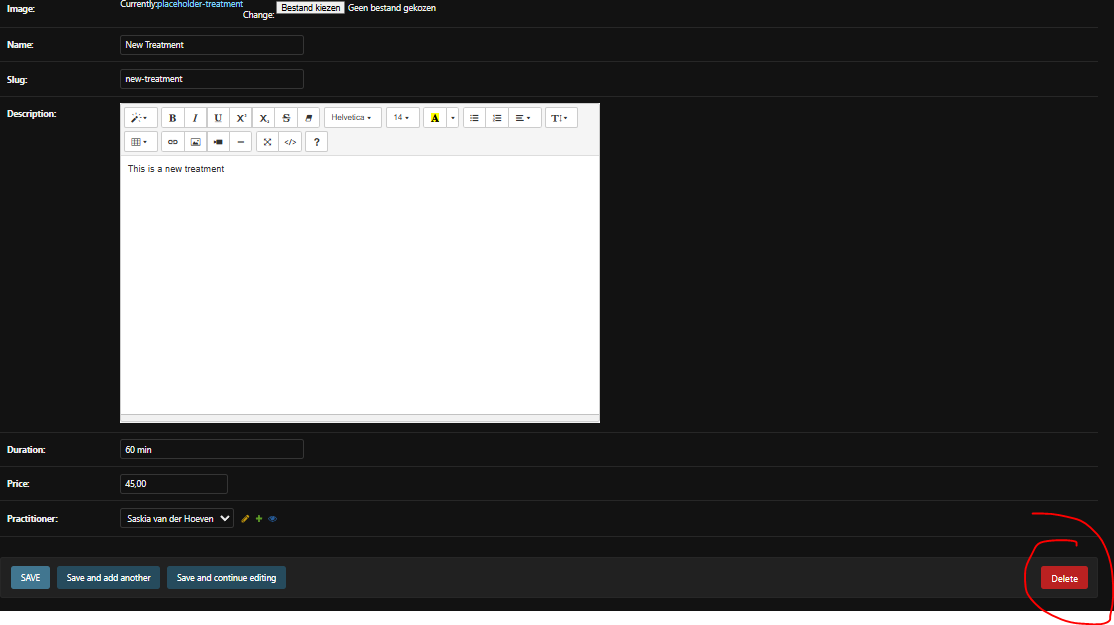 Image: Currently:placeholder-treatment
Change: Bestand kiezen Geen bestand gekozen
Name: New Treatment
Slug: new-treatment
Description:
B I U X² X₂ S Helvetica 14 A T
</> ?
This is a new treatment
Duration: 60 min
Price: 45,00
Practitioner: Saskia van der Hoeven
SAVE Save and add another Save and continue editing Delete